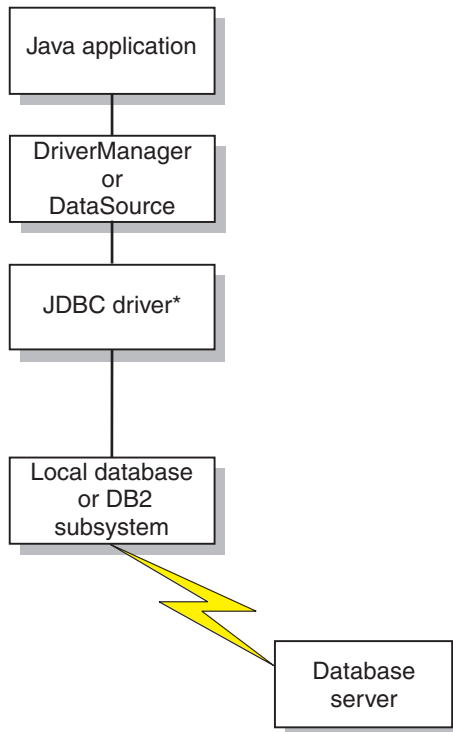 Java application
DriverManager
or
DataSource
JDBC driver*
Local database
or DB2
subsystem
Database
server